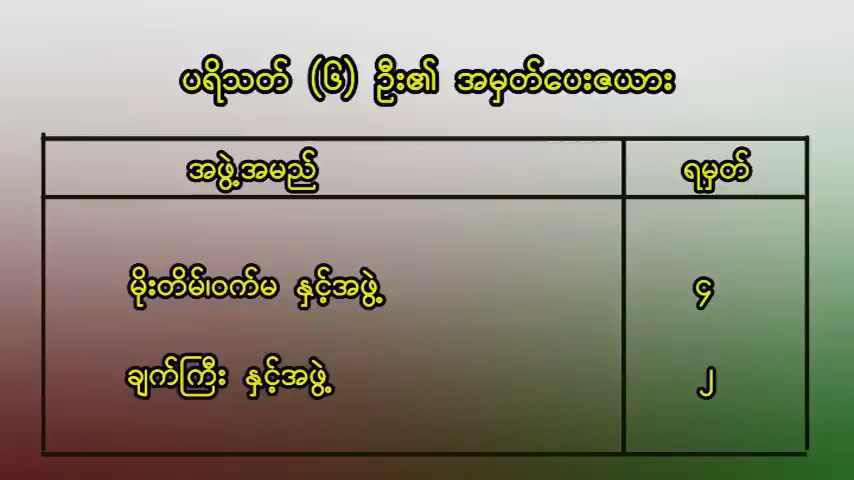 ပရိသတ် (၆) ဦး၏ အမှတ်ပေးဇယား
အဖွဲ့အမည် ရမှတ်
မိုးတိမ်၊ဝက်မ နှင့်အဖွဲ့ ၄
ချက်ကြီး နှင့်အဖွဲ့ ၂